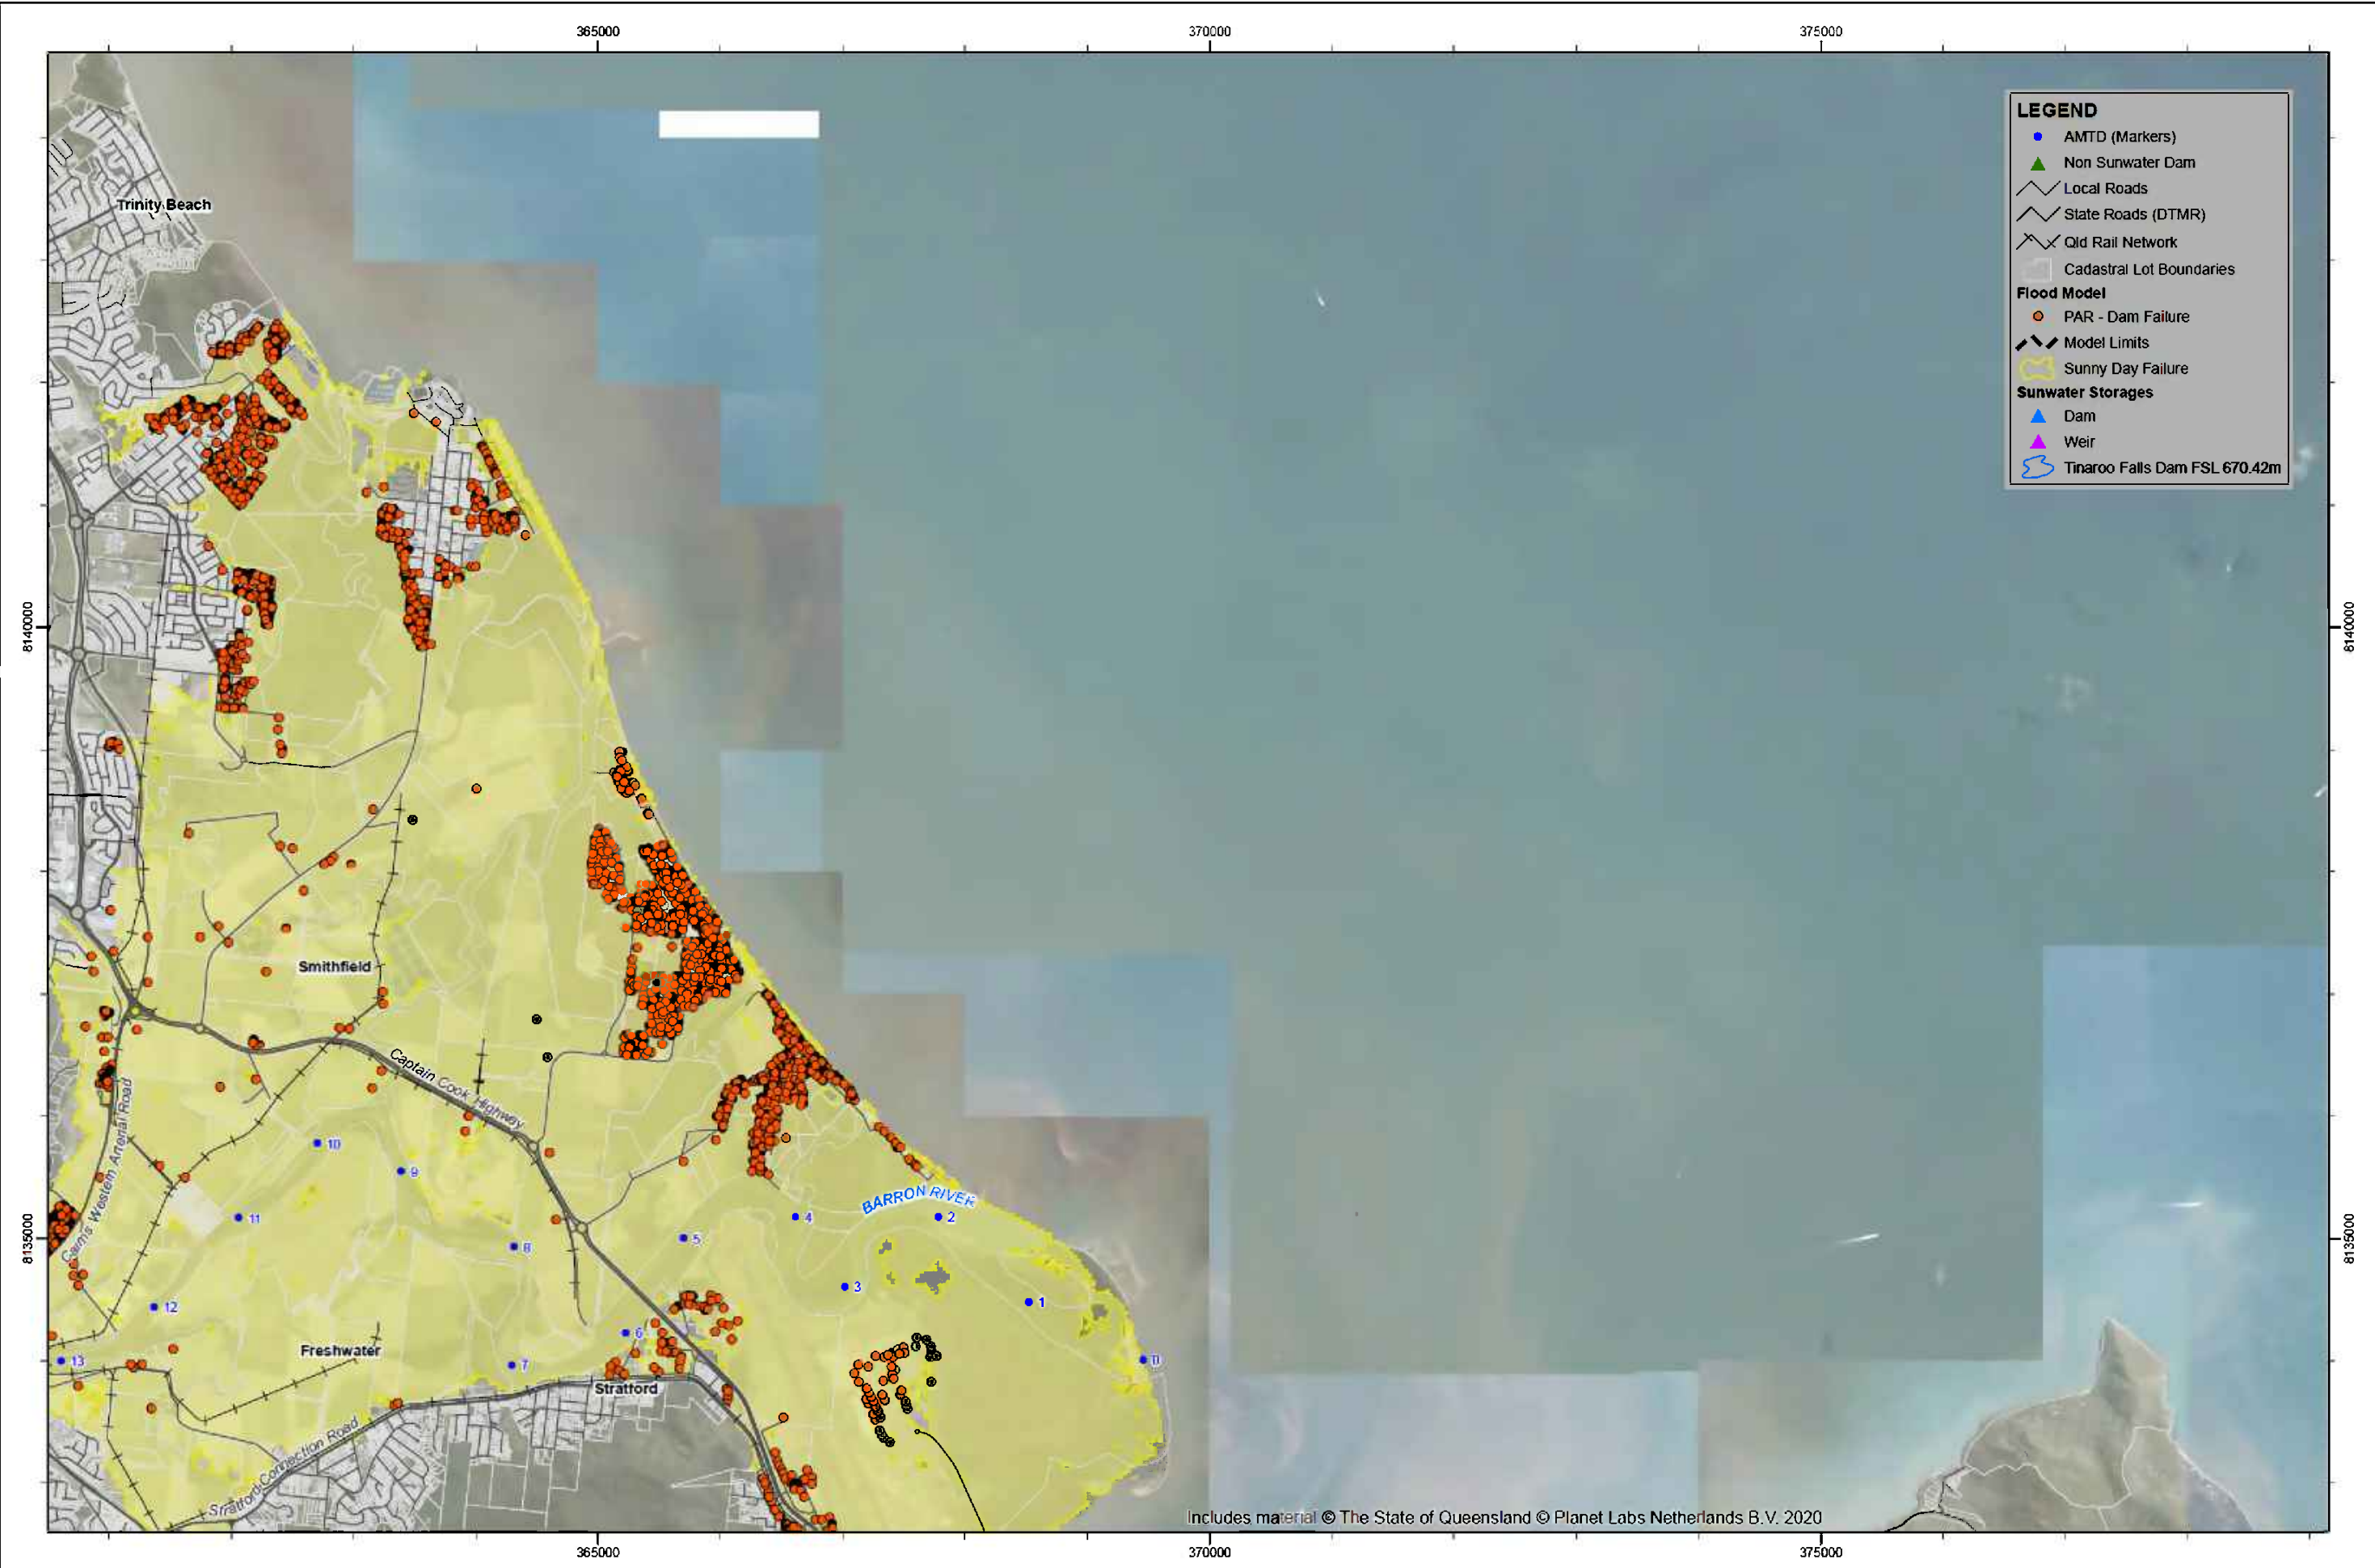 365000
370000
375000
LEGEND
AMTD (Markers)
Non Sunwater Dam
Local Roads
State Roads (DTMR)
Qld Rail Network
Cadastral Lot Boundaries
Flood Model
PAR - Dam Failure
Model Limits
Sunny Day Failure
Sunwater Storages
Dam
Weir
Tinaroo Falls Dam FSL 670.42m
Trinity Beach
8140000
8140000
Smithfield
Captain Cook Highway
Cairns Western Arterial Road
10
9
11
BARRON RIVER
4
2
5
8
8135000
8135000
3
1
12
6
Freshwater
13
7
0
Stratford
Stratford Connection Road
Includes material © The State of Queensland © Planet Labs Netherlands B.V. 2020
365000
370000
375000